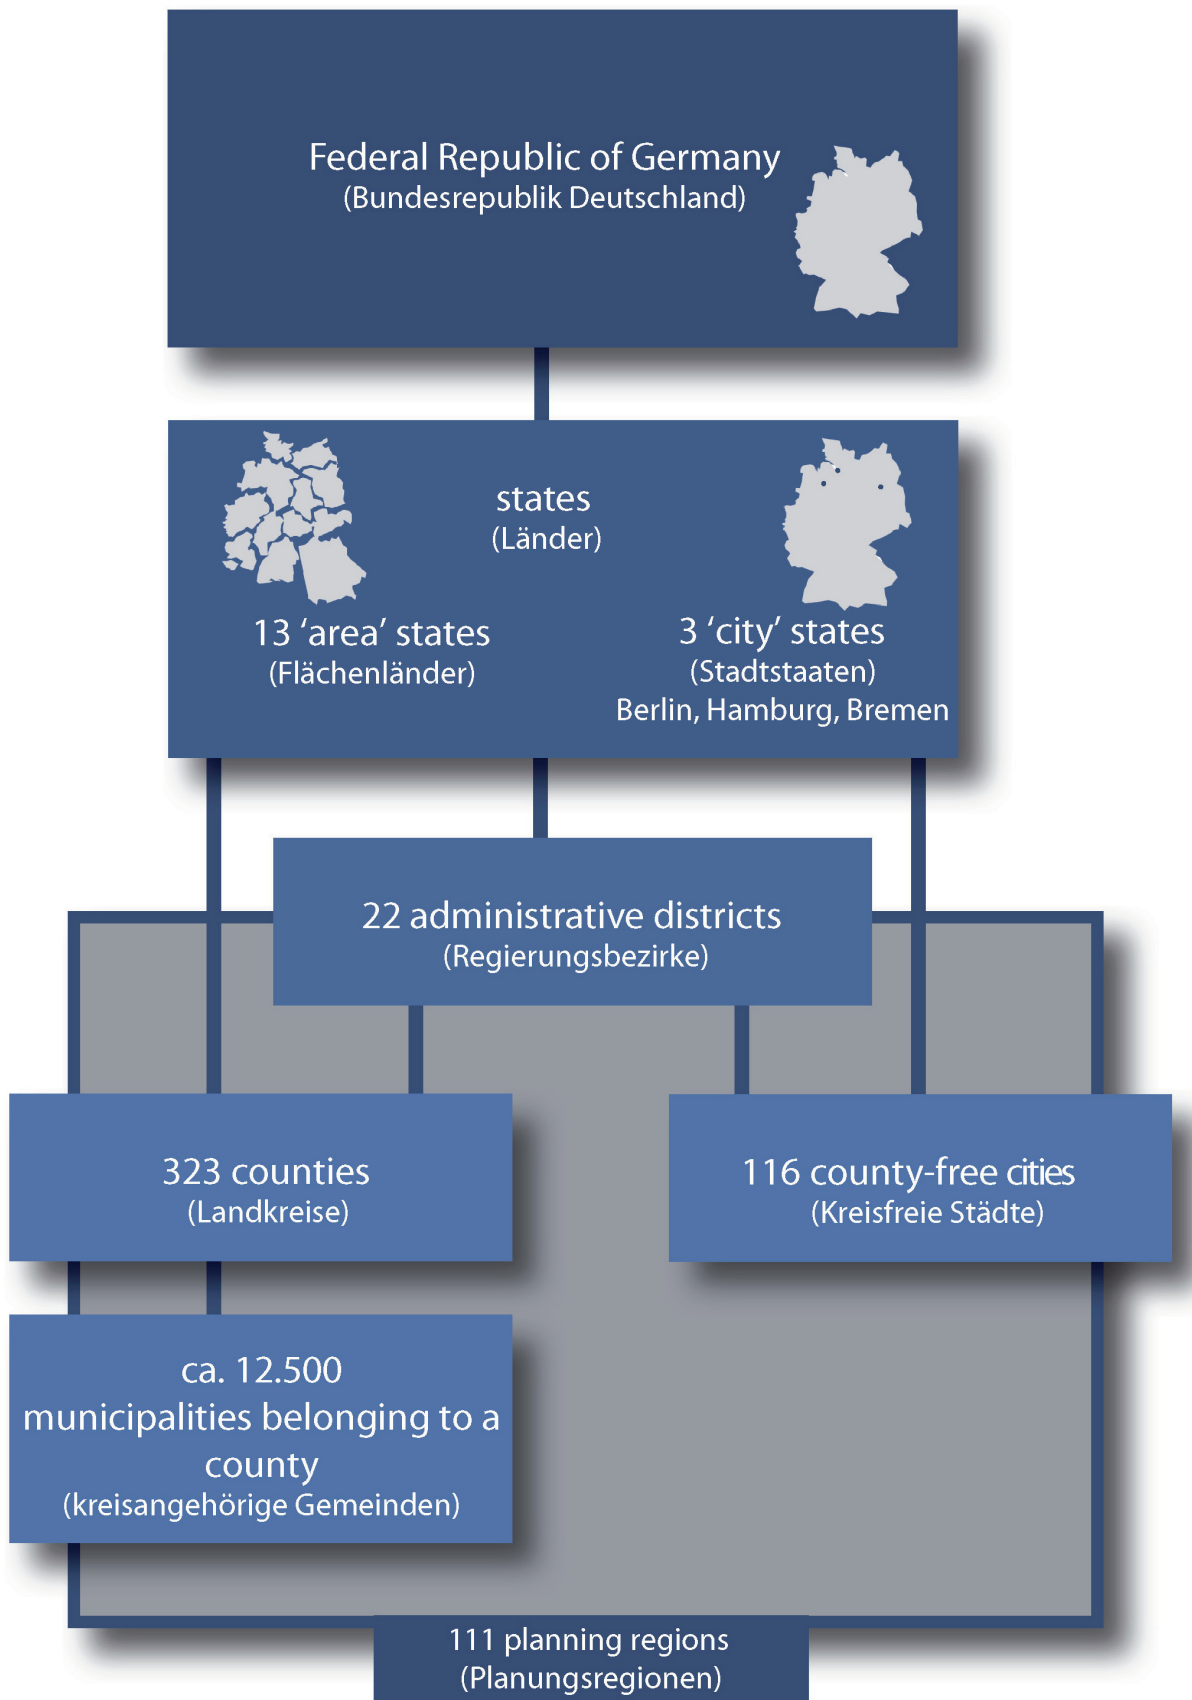 Federal Republic of Germany
(Bundesrepublik Deutschland)
states
(Länder)
13 ‘area’ states
(Flächenländer)
3 ‘city’ states
(Stadtstaaten)
Berlin, Hamburg, Bremen
22 administrative districts
(Regierungsbezirke)
323 counties
(Landkreise)
116 county-free cities
(Kreisfreie Städte)
ca. 12.500
municipalities belonging to a
county
(kreisangehörige Gemeinden)
111 planning regions
(Planungsregionen)